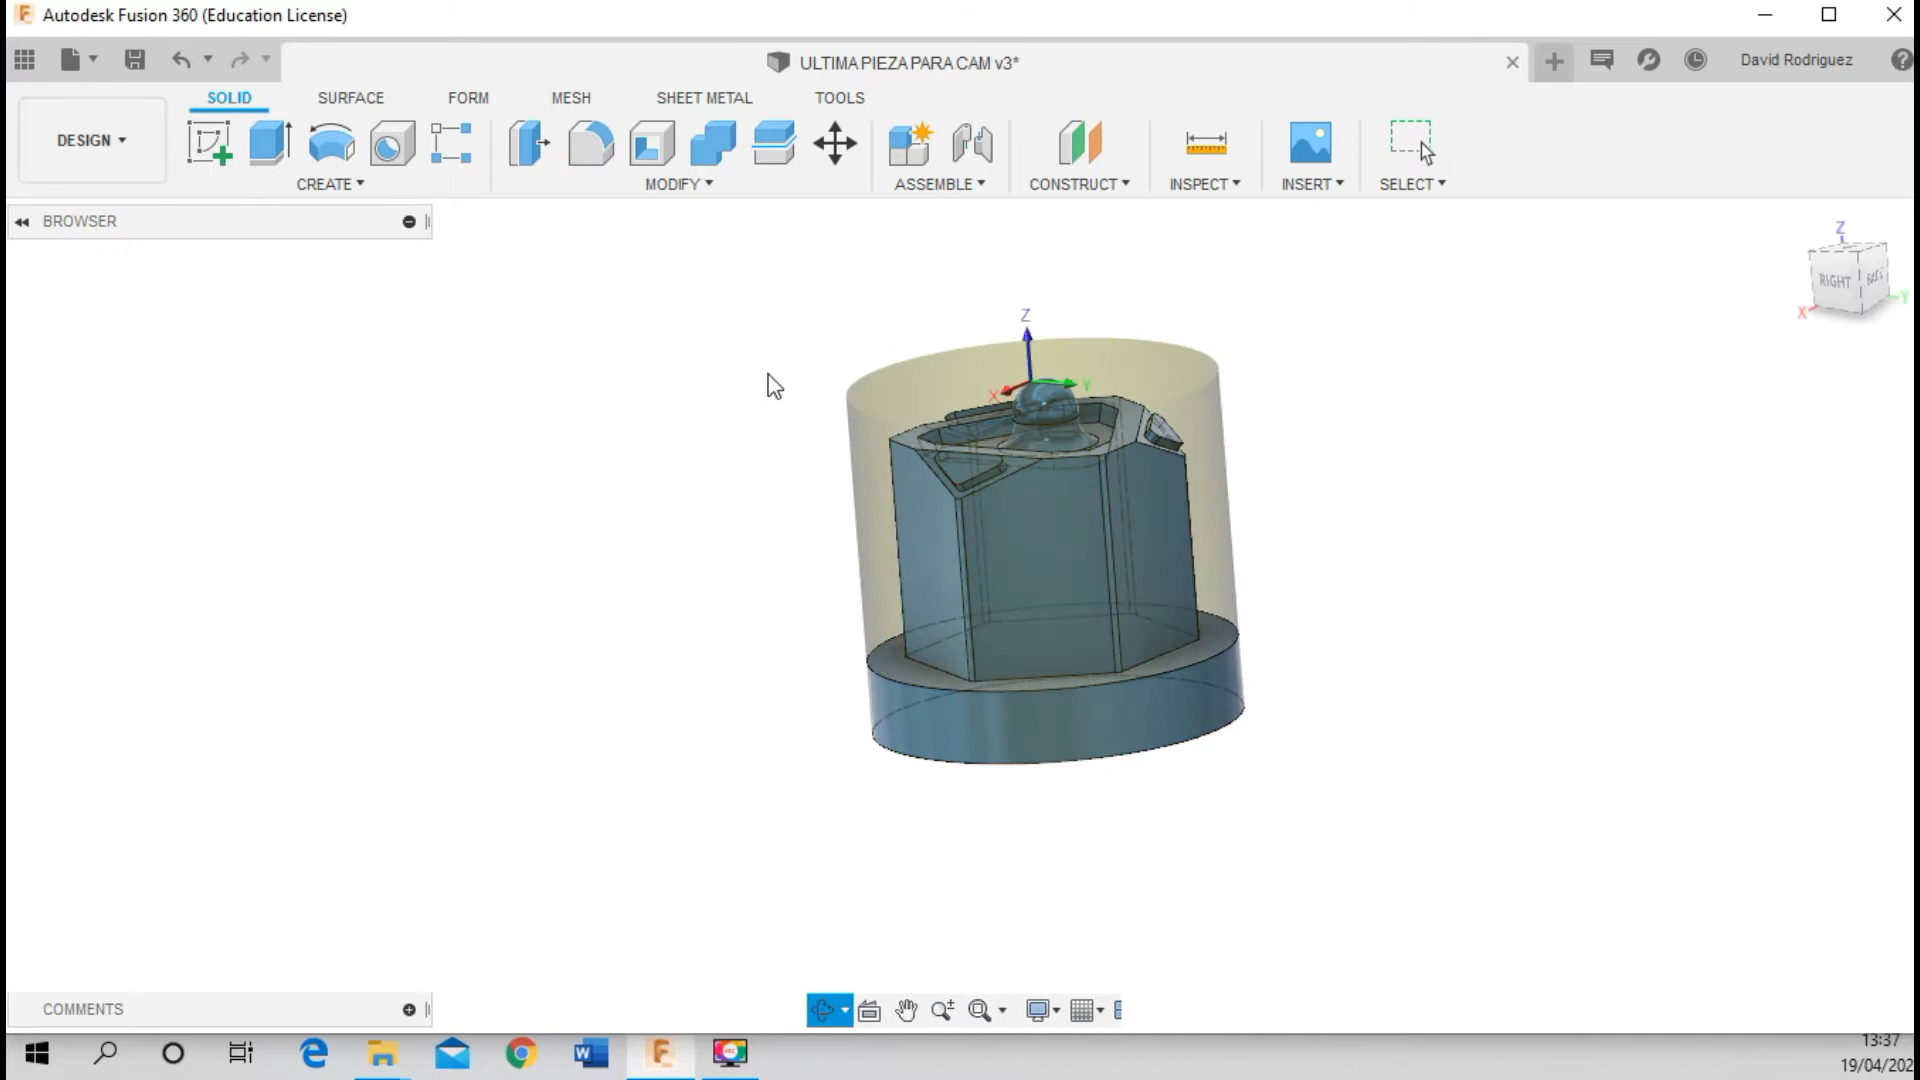 Autodesk Fusion 360 (Education License)
ULTIMA PIEZA PARA CAM v3*
David Rodriguez
SOLID SURFACE FORM MESH SHEET METAL TOOLS
DESIGN
CREATE MODIFY ASSEMBLE CONSTRUCT INSPECT INSERT SELECT
BROWSER
Z
RIGHT BACK
X Y
Z
X Y
COMMENTS
13:37
19/04/202